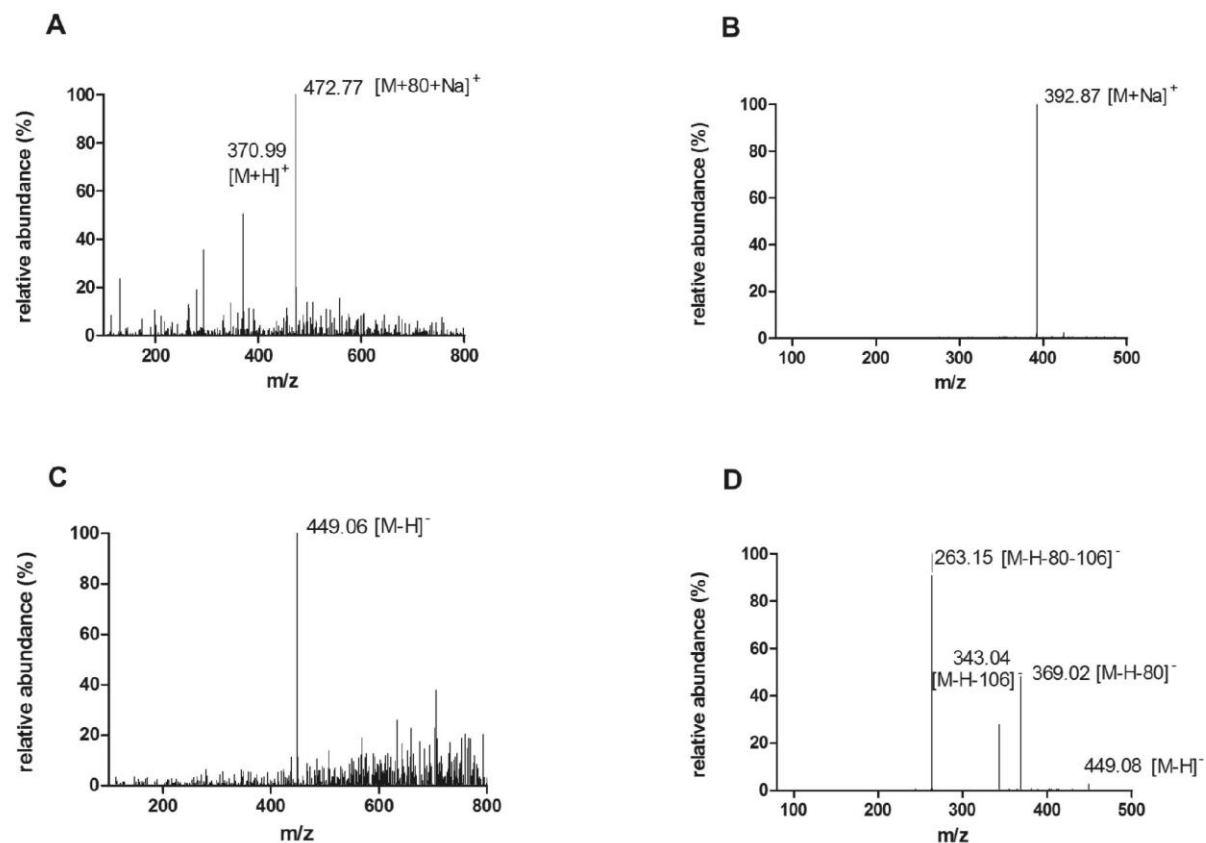 A
472.77 [M+80+Na]+
370.99
[M+H]+
relative abundance (%)
100
80
60
40
20
0
200 400 600 800
m/z
B
392.87 [M+Na]+
relative abundance (%)
100
80
60
40
20
0
100 200 300 400 500
m/z
C
449.06 [M-H]-
relative abundance (%)
100
80
60
40
20
0
200 400 600 800
m/z
D
263.15 [M-H-80-106]-
343.04
[M-H-106]-
369.02 [M-H-80]-
449.08 [M-H]-
relative abundance (%)
100
80
60
40
20
0
100 200 300 400 500
m/z